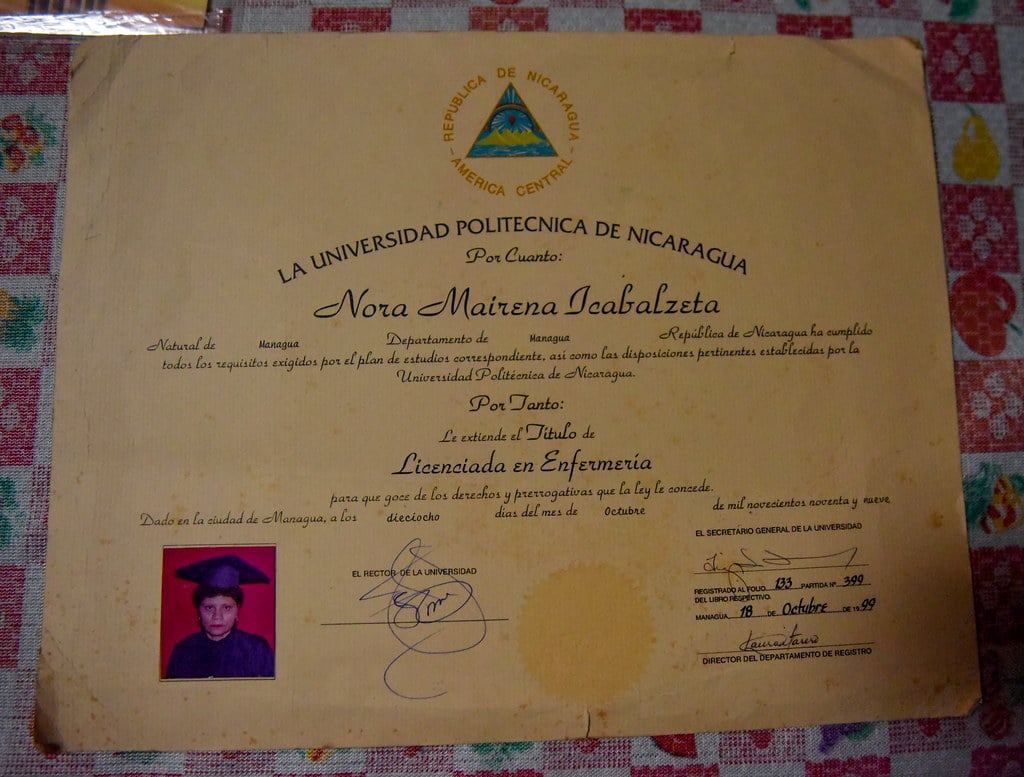 REPUBLICA DE NICARAGUA
- AMERICA CENTRAL -
LA UNIVERSIDAD POLITECNICA DE NICARAGUA
Por Cuanto:
Nora Mairena Icabalzeta
Natural de Managua Departamento de Managua República de Nicaragua ha cumplido
todos los requisitos exigidos por el plan de estudios correspondiente, así como las disposiciones pertinentes establecidas por la
Universidad Politécnica de Nicaragua.
Por Tanto:
Le extiende el Título de
Licenciada en Enfermería
para que goce de los derechos y prerrogativas que la ley le concede.
Dado en la ciudad de Managua, a los dieciocho días del mes de Octubre de mil novecientos noventa y nueve
EL RECTOR DE LA UNIVERSIDAD
EL SECRETARIO GENERAL DE LA UNIVERSIDAD
REGISTRADO AL FOLIO 133 PARTIDA Nº 399
DEL LIBRO RESPECTIVO.
MANAGUA, 18 DE Octubre DE 1999
DIRECTOR DEL DEPARTAMENTO DE REGISTRO